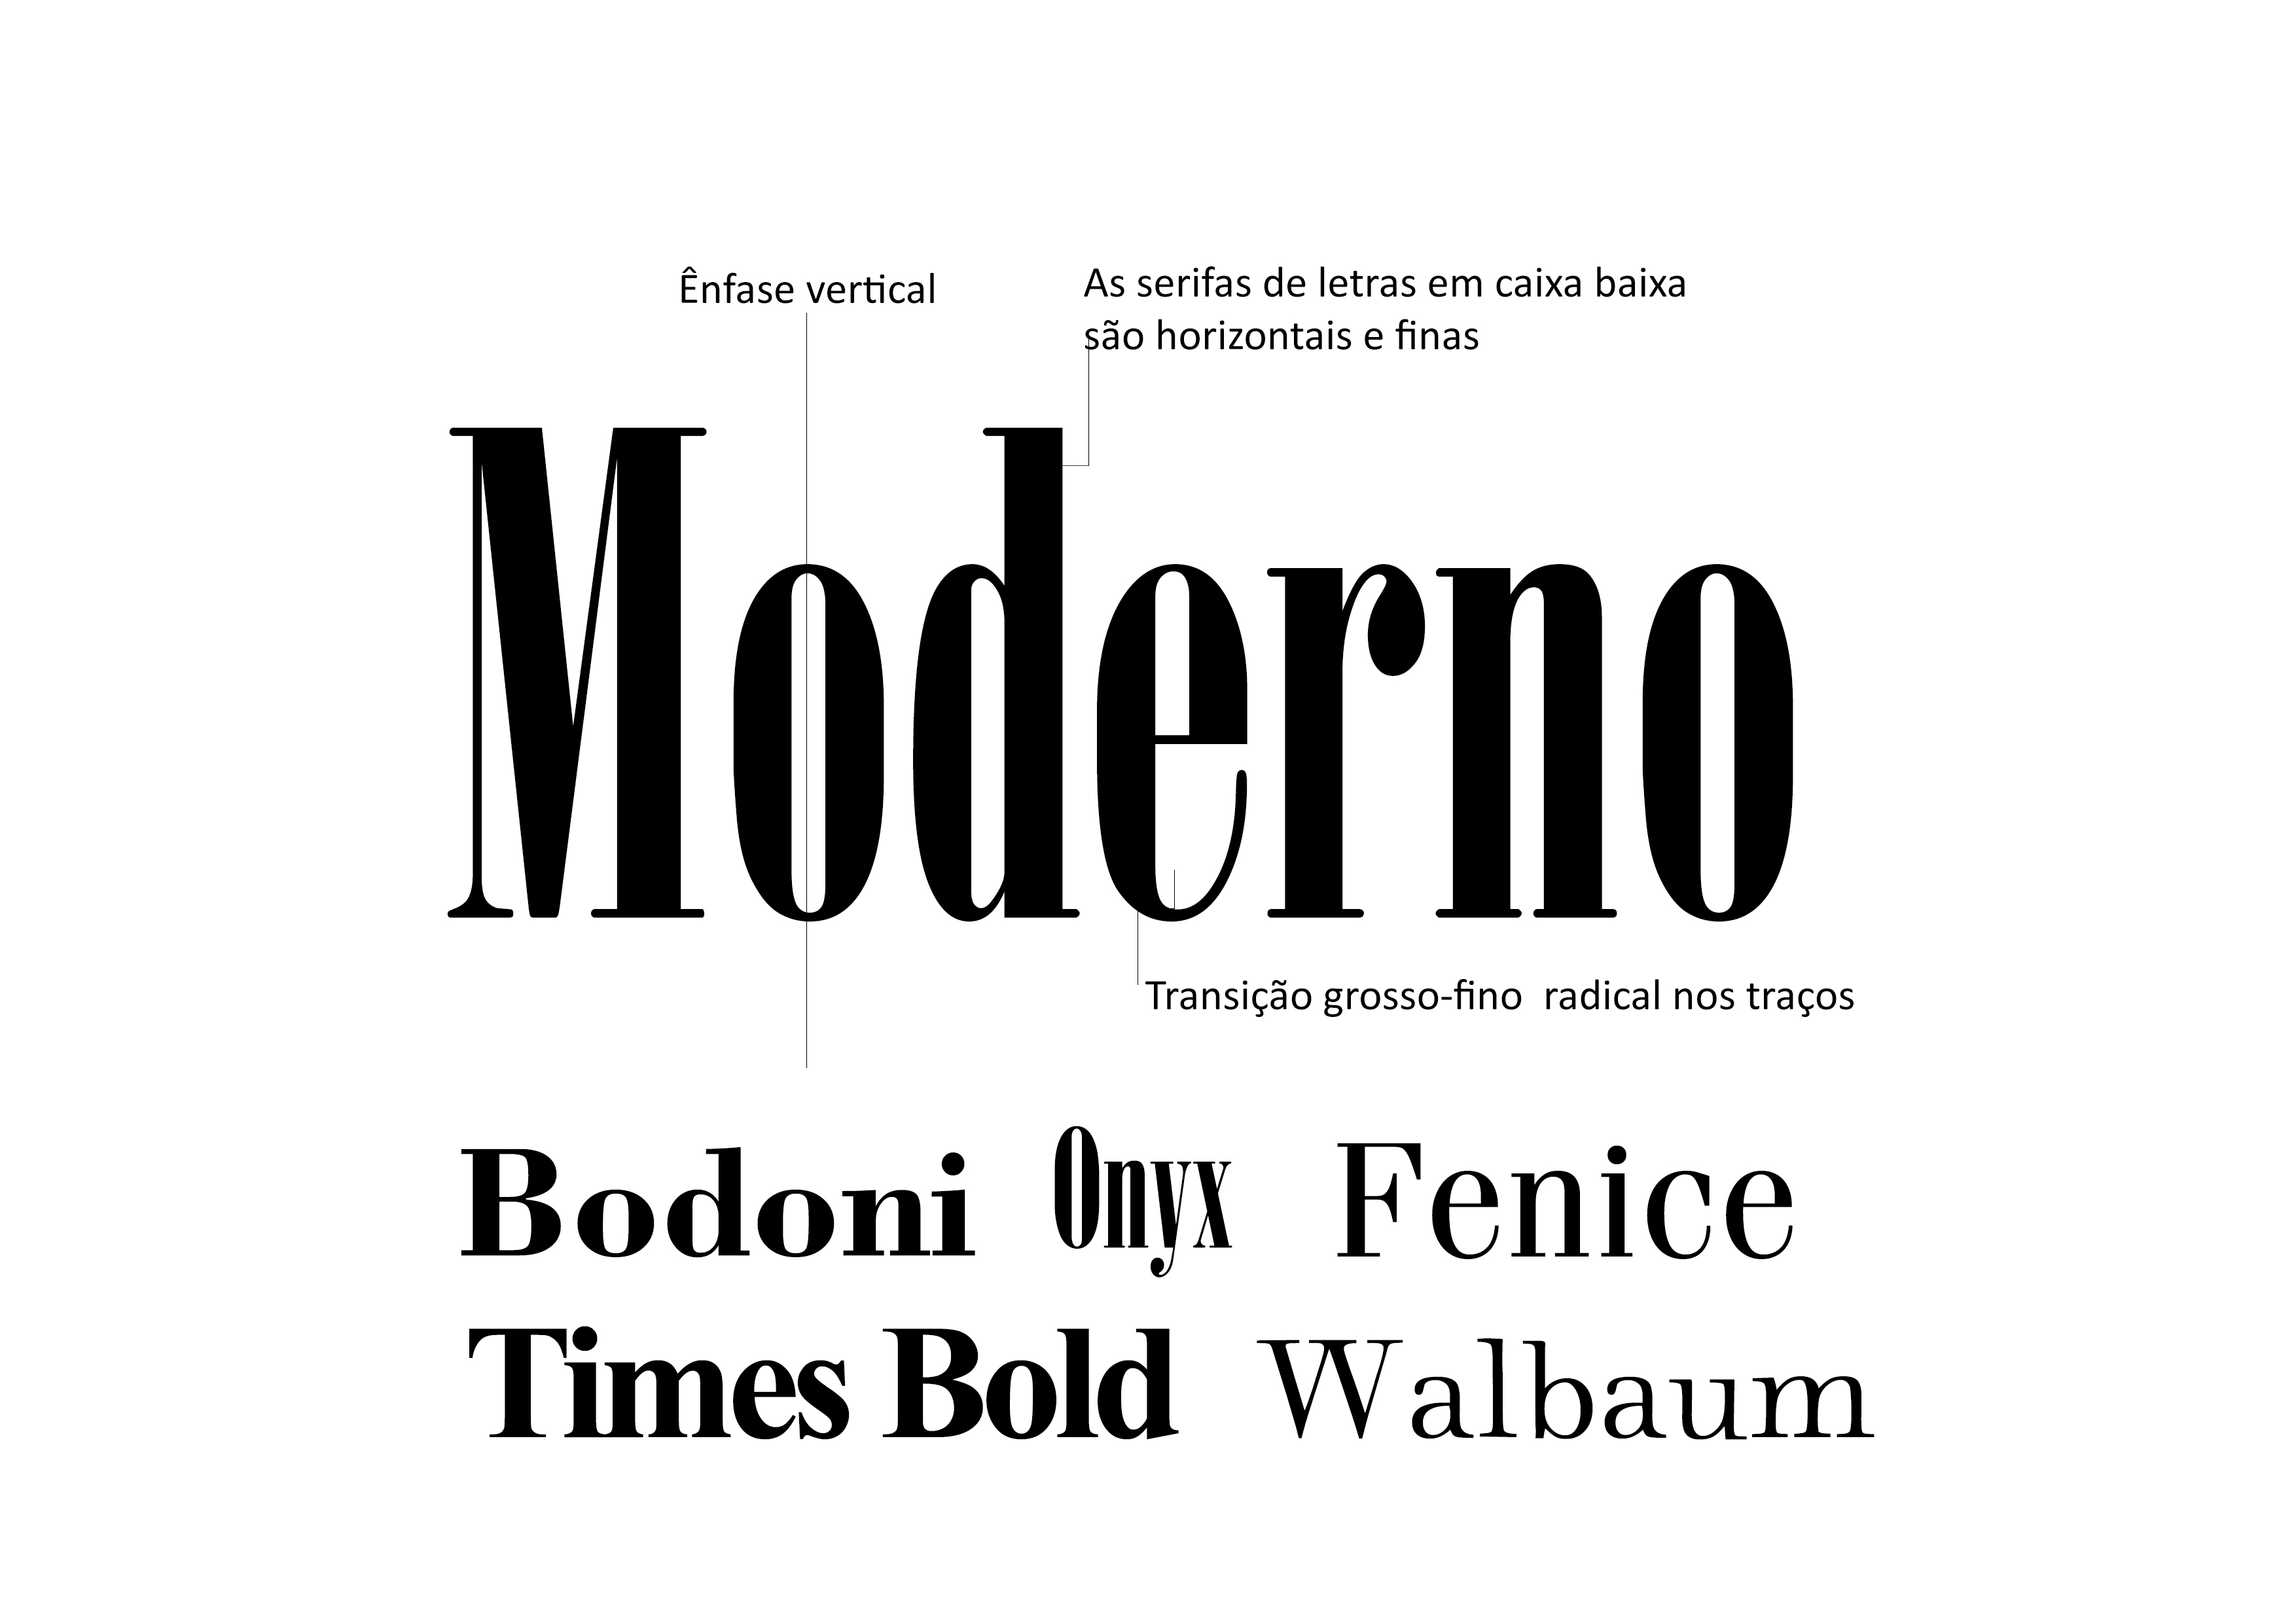 Ênfase vertical
As serifas de letras em caixa baixa
são horizontais e finas
Moderno
Transição grosso-fino  radical nos traços
Bodoni Onyx Fenice
Times Bold Walbaum